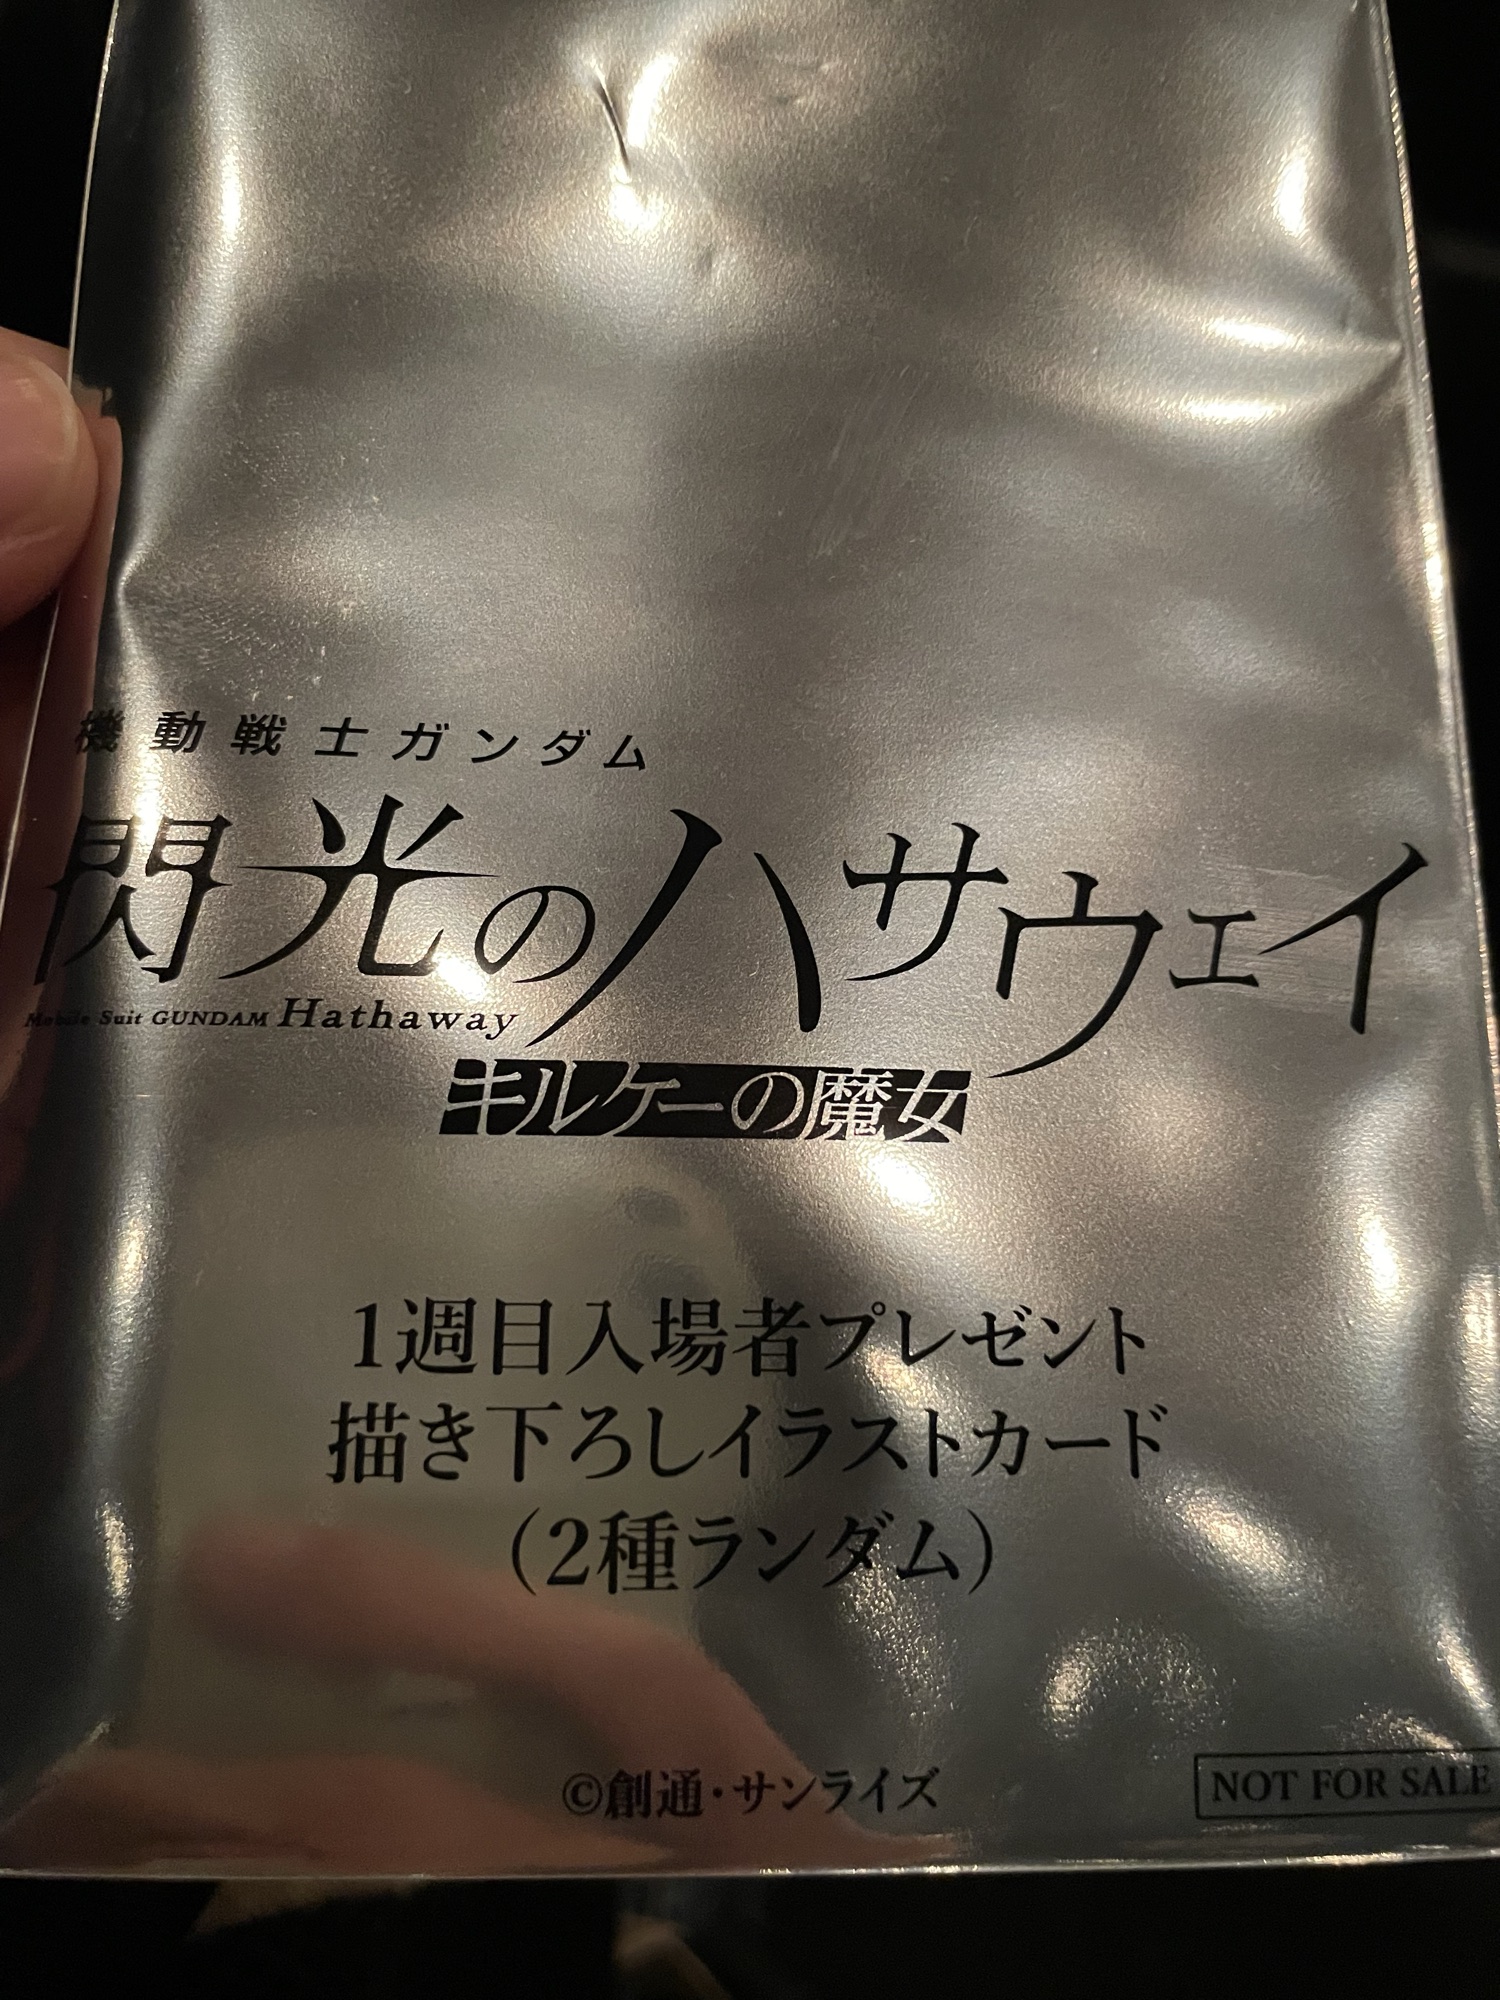 機動戦士ガンダム
閃光のハサウェイ
Mobile Suit GUNDAM Hathaway
キルケーの魔女
1週目入場者プレゼント
描き下ろしイラストカード
(2種ランダム)
©創通・サンライズ
NOT FOR SALE